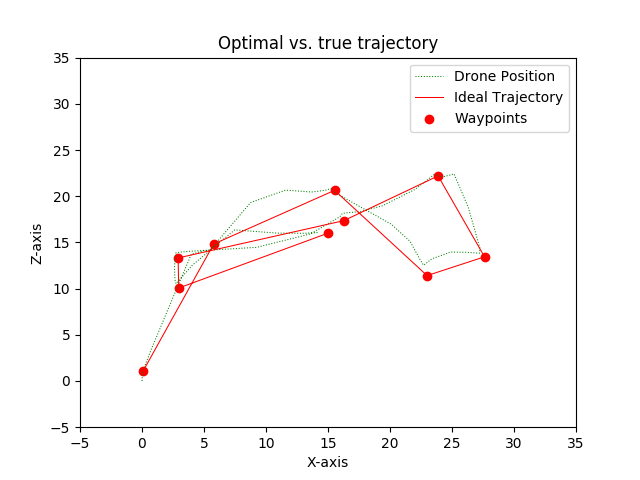 Optimal vs. true trajectory
Drone Position
Ideal Trajectory
Waypoints
Z-axis
35
30
25
20
15
10
5
0
−5
−5 0 5 10 15 20 25 30 35
X-axis